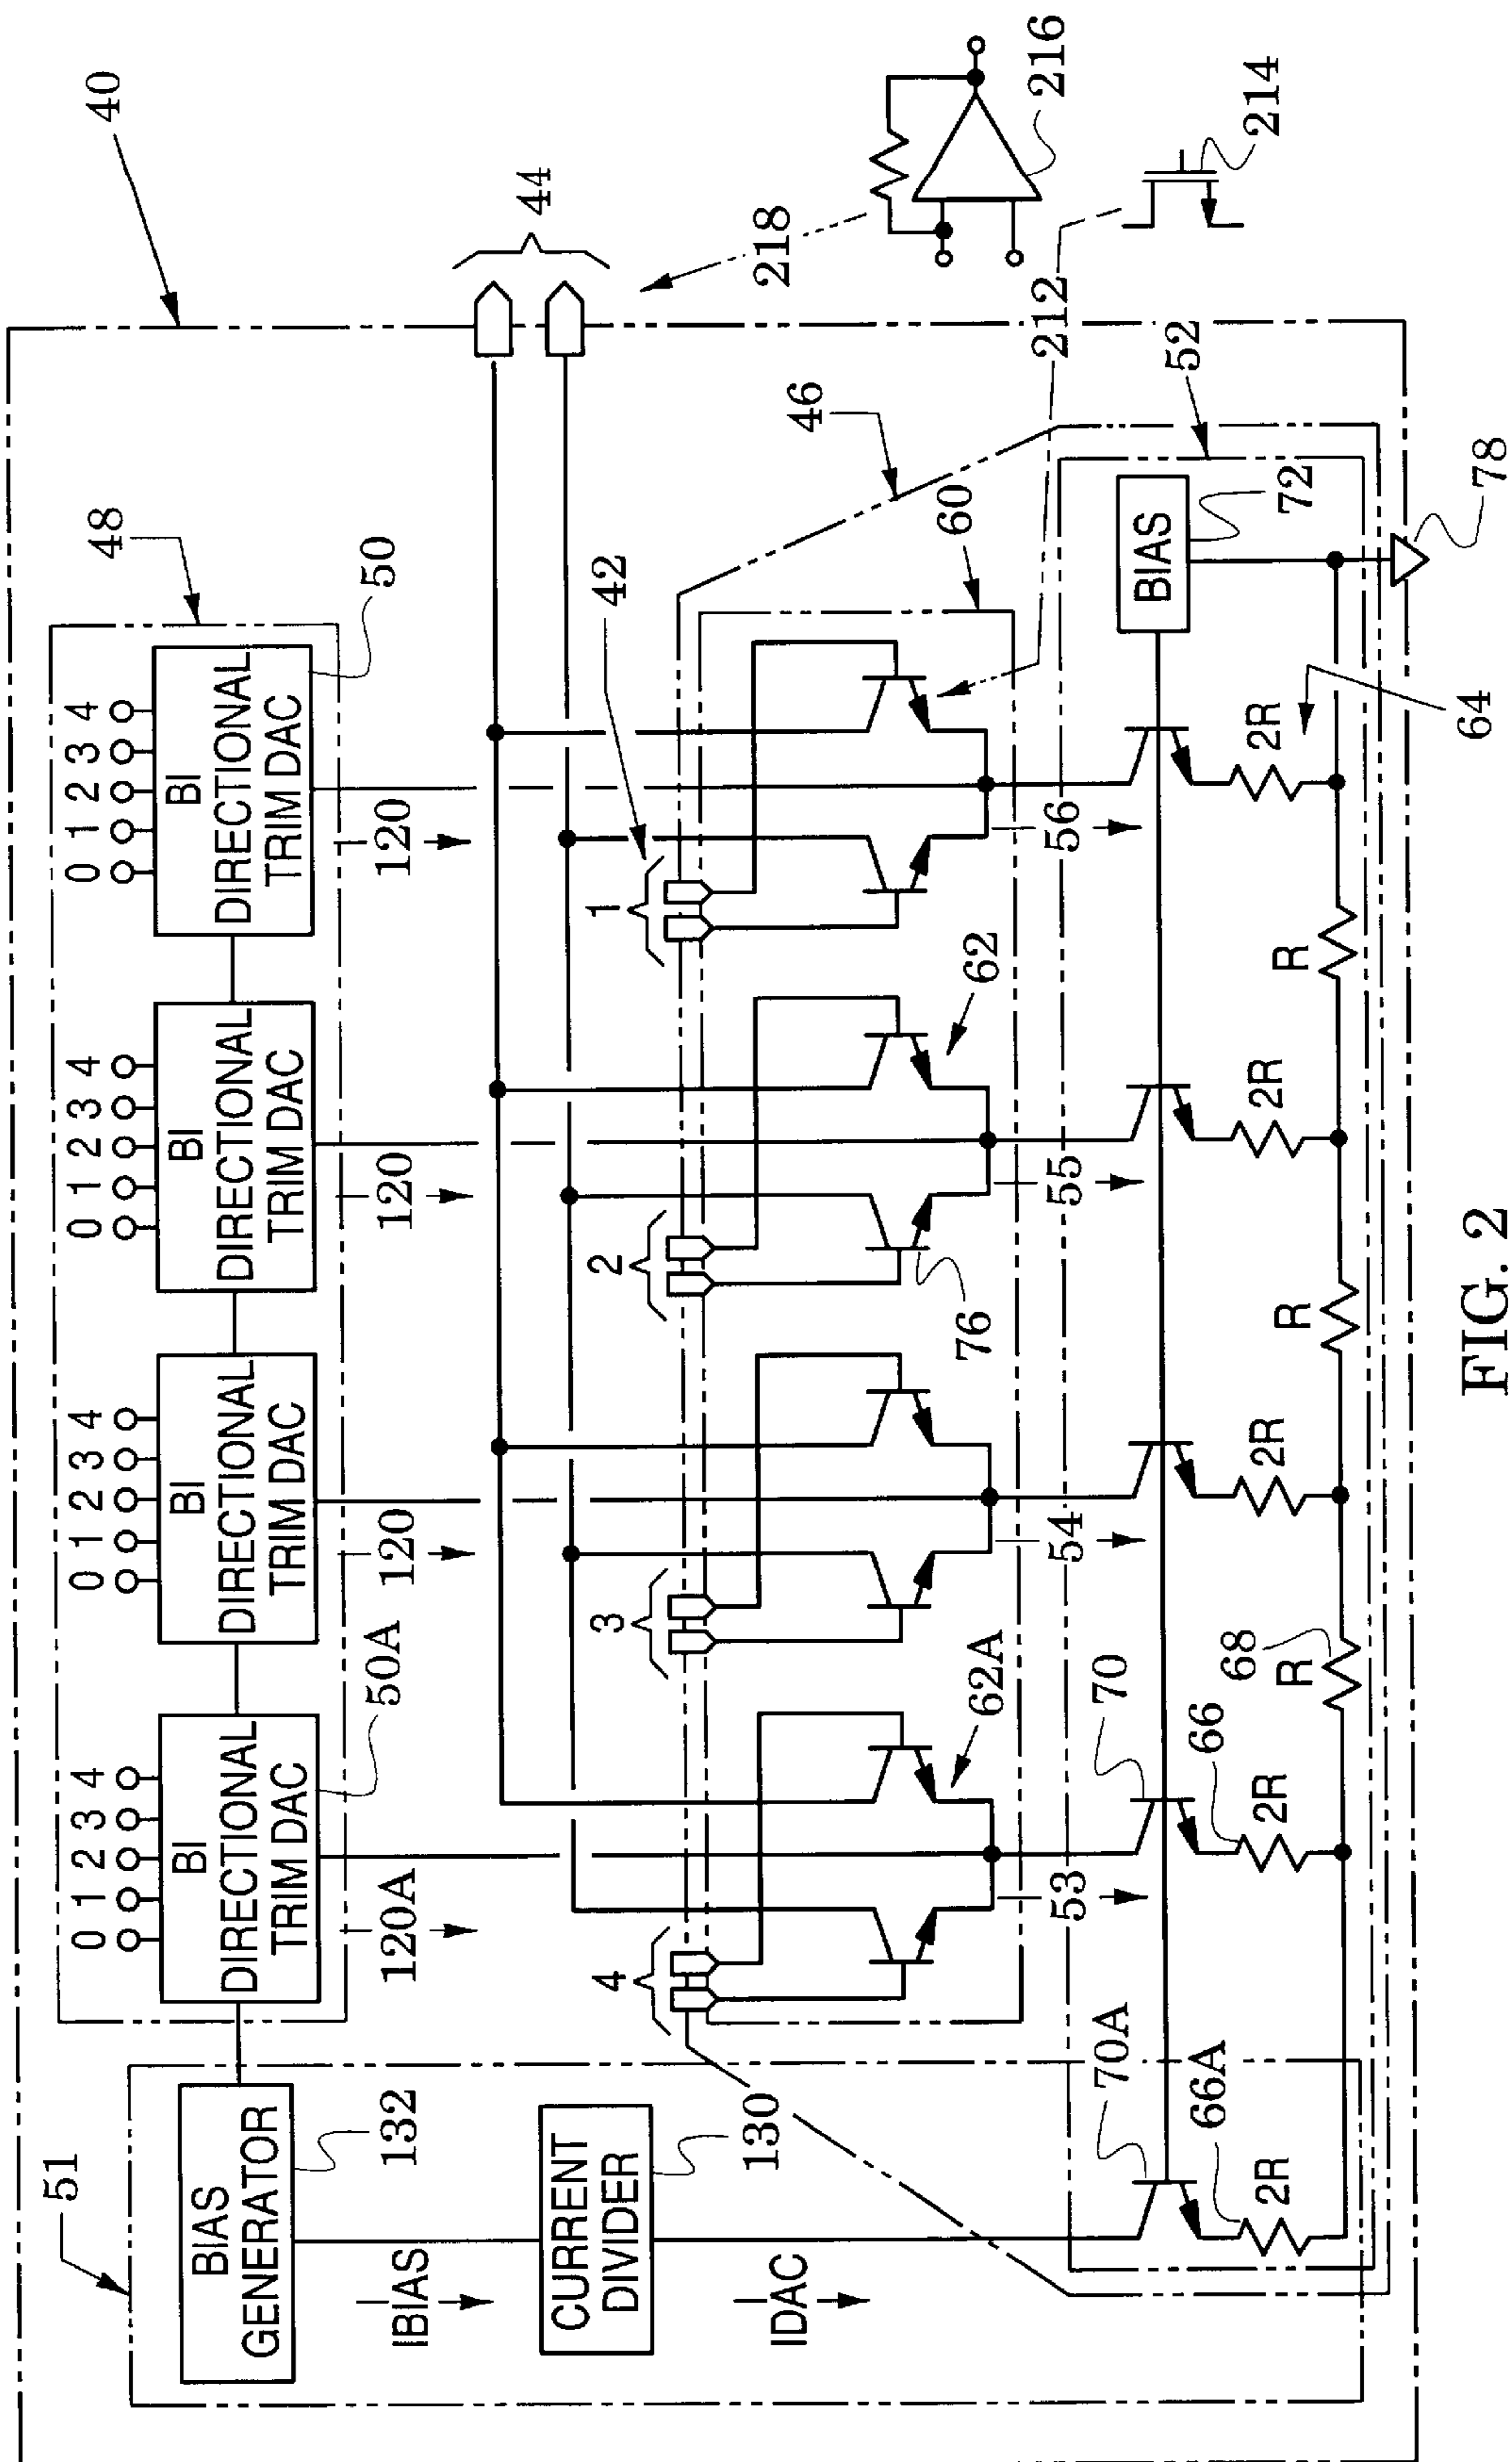 40
51
48
BIAS
GENERATOR
132
0 1 2 3 4
BI
DIRECTIONAL
TRIM DAC
50A
0 1 2 3 4
BI
DIRECTIONAL
TRIM DAC
0 1 2 3 4
BI
DIRECTIONAL
TRIM DAC
0 1 2 3 4
BI
DIRECTIONAL
TRIM DAC
50
IBIAS
120A
120
120
120
44
CURRENT
DIVIDER
130
4
3
2
1
42
46
218
216
IDAC
62A
76
62
60
212
214
53
54
55
56
70A
70
BIAS
72
52
66A
2R
66
2R
2R
2R
2R
64
68
R
R
R
78
FIG. 2